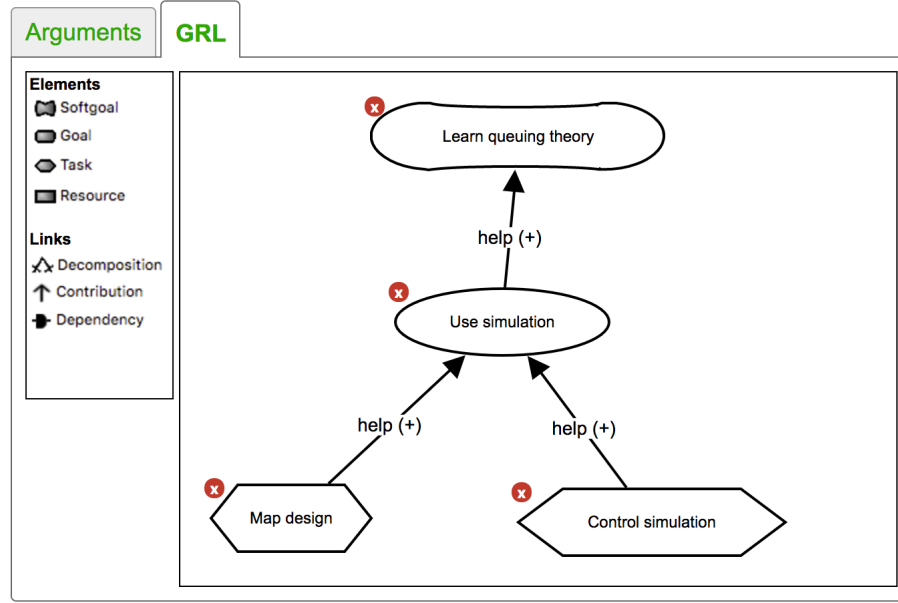 Arguments
GRL
Elements
Softgoal
Goal
Task
Resource
Links
Decomposition
Contribution
Dependency
x
Learn queuing theory
help (+)
x
Use simulation
help (+)
help (+)
x
Map design
x
Control simulation